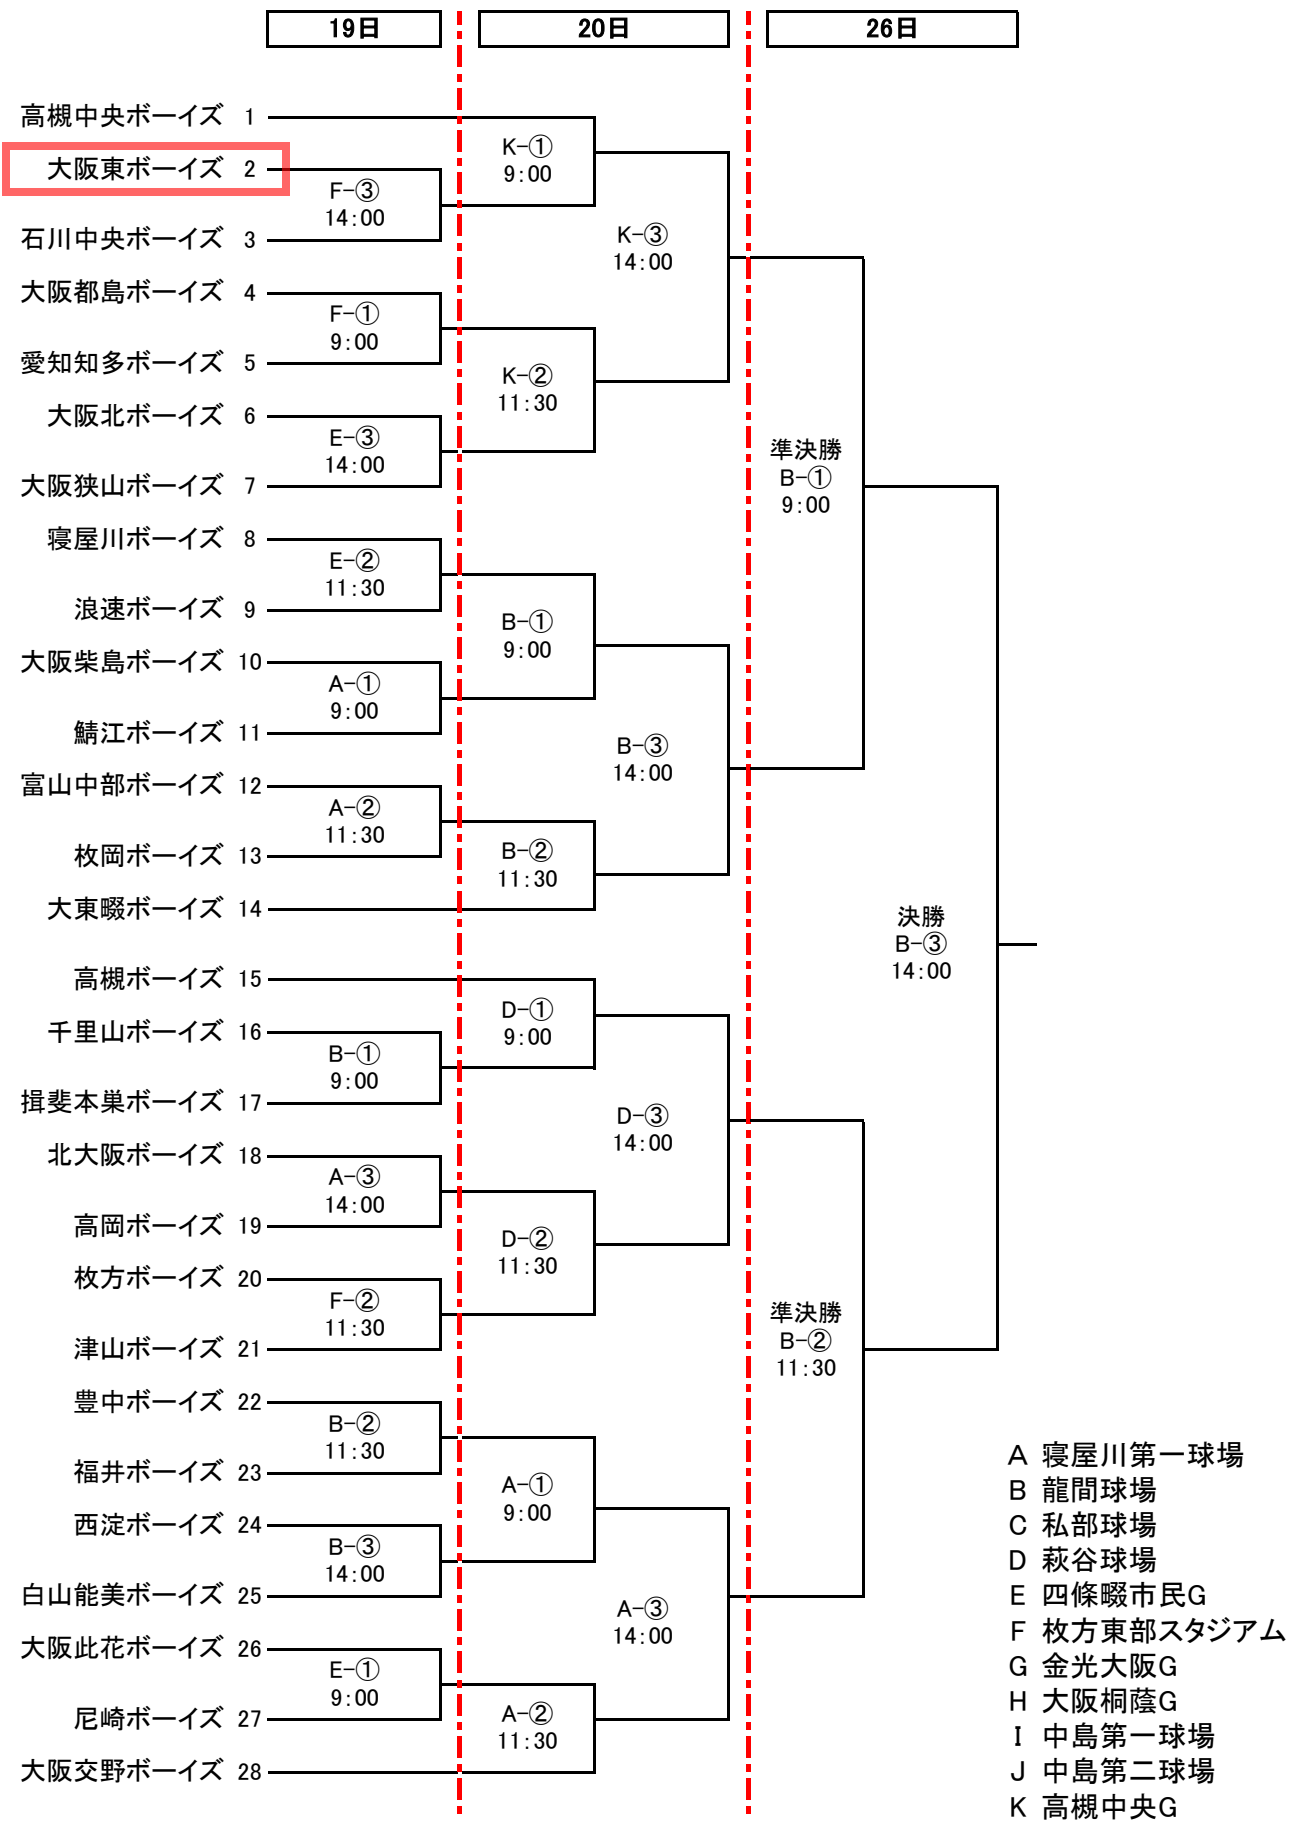 19日
20日
26日
高槻中央ボーイズ 1
大阪東ボーイズ 2
石川中央ボーイズ 3
大阪都島ボーイズ 4
愛知知多ボーイズ 5
大阪北ボーイズ 6
大阪狭山ボーイズ 7
寝屋川ボーイズ 8
浪速ボーイズ 9
大阪柴島ボーイズ 10
鯖江ボーイズ 11
富山中部ボーイズ 12
枚岡ボーイズ 13
大東畷ボーイズ 14
高槻ボーイズ 15
千里山ボーイズ 16
揖斐本巣ボーイズ 17
北大阪ボーイズ 18
高岡ボーイズ 19
枚方ボーイズ 20
津山ボーイズ 21
豊中ボーイズ 22
福井ボーイズ 23
西淀ボーイズ 24
白山能美ボーイズ 25
大阪此花ボーイズ 26
尼崎ボーイズ 27
大阪交野ボーイズ 28
F-③
14:00
F-①
9:00
E-③
14:00
E-②
11:30
A-①
9:00
A-②
11:30
B-①
9:00
A-③
14:00
F-②
11:30
B-②
11:30
B-③
14:00
E-①
9:00
K-①
9:00
K-②
11:30
B-①
9:00
B-②
11:30
D-①
9:00
D-②
11:30
A-①
9:00
A-②
11:30
K-③
14:00
B-③
14:00
D-③
14:00
A-③
14:00
準決勝
B-①
9:00
準決勝
B-②
11:30
決勝
B-③
14:00
A 寝屋川第一球場
B 龍間球場
C 私部球場
D 萩谷球場
E 四條畷市民G
F 枚方東部スタジアム
G 金光大阪G
H 大阪桐蔭G
I 中島第一球場
J 中島第二球場
K 高槻中央G